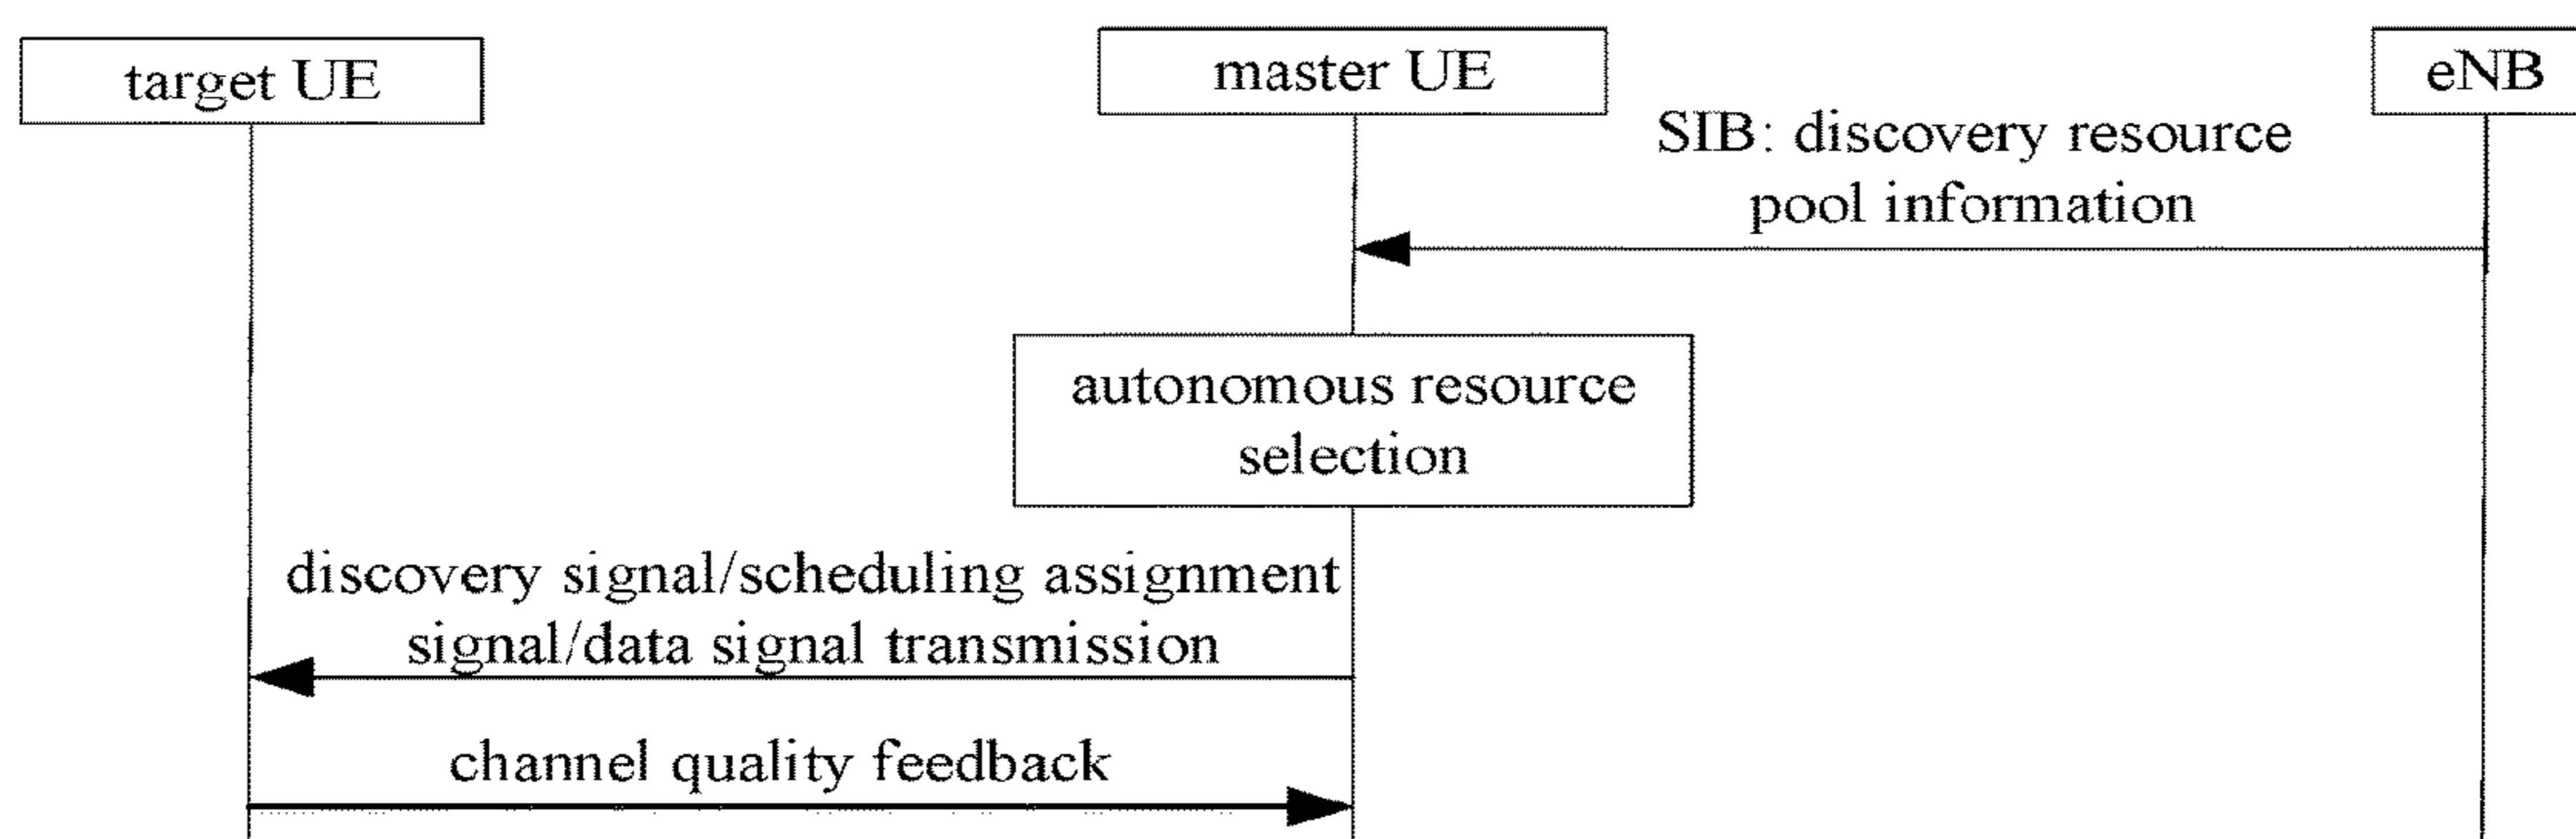 target UE
master UE
eNB
SIB: discovery resource
pool information
autonomous resource
selection
discovery signal/scheduling assignment
signal/data signal transmission
channel quality feedback